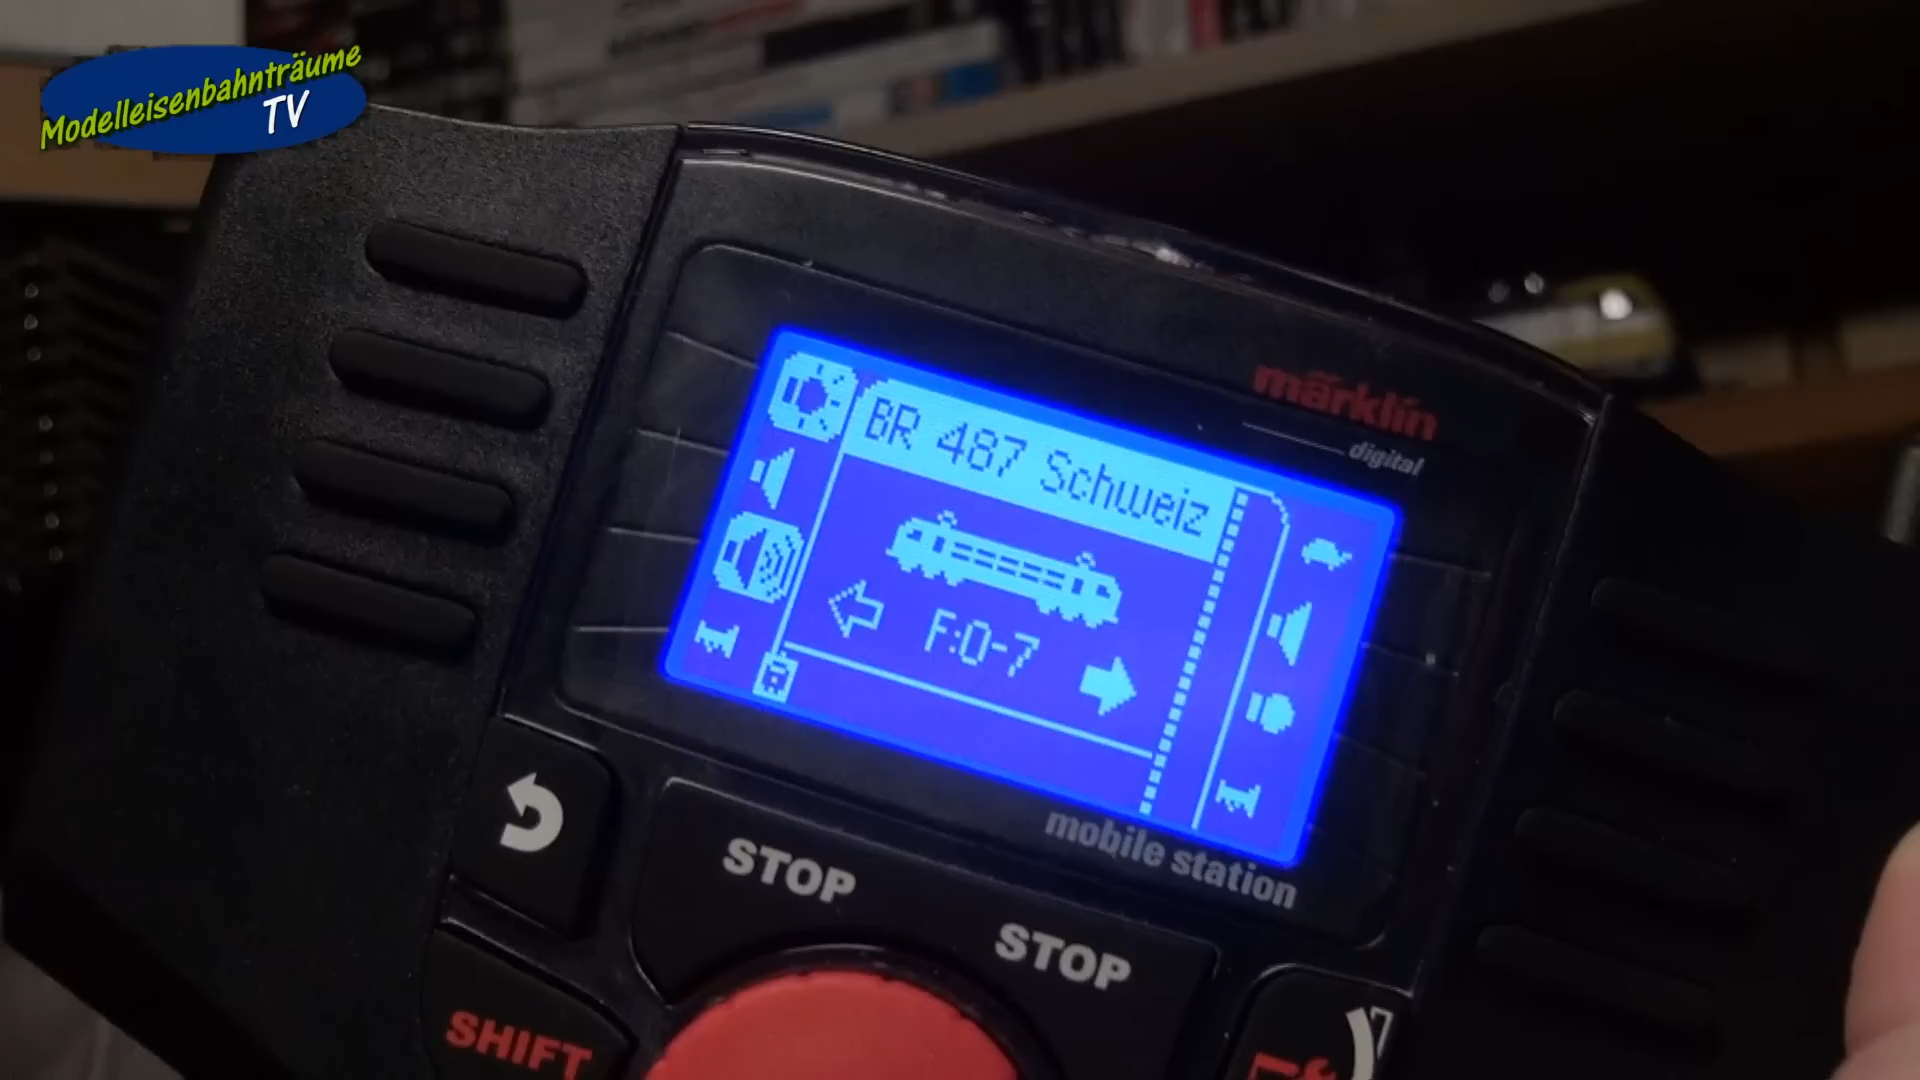 Modelleisenbahnträume
TV
märklin
digital
BR 487 Schweiz
F:0-7
mobile station
STOP
STOP
SHIFT